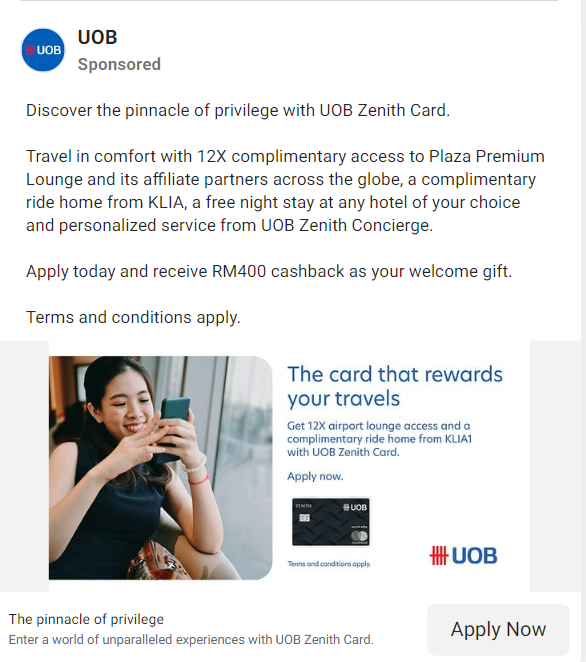 UOB
UOB
Sponsored
Discover the pinnacle of privilege with UOB Zenith Card.
Travel in comfort with 12X complimentary access to Plaza Premium
Lounge and its affiliate partners across the globe, a complimentary
ride home from KLIA, a free night stay at any hotel of your choice
and personalized service from UOB Zenith Concierge.
Apply today and receive RM400 cashback as your welcome gift.
Terms and conditions apply.
The card that rewards
your travels
Get 12X airport lounge access and a
complimentary ride home from KLIA1
with UOB Zenith Card.
Apply now.
ZENITH
UOB
Terms and conditions apply.
UOB
The pinnacle of privilege
Enter a world of unparalleled experiences with UOB Zenith Card.
Apply Now